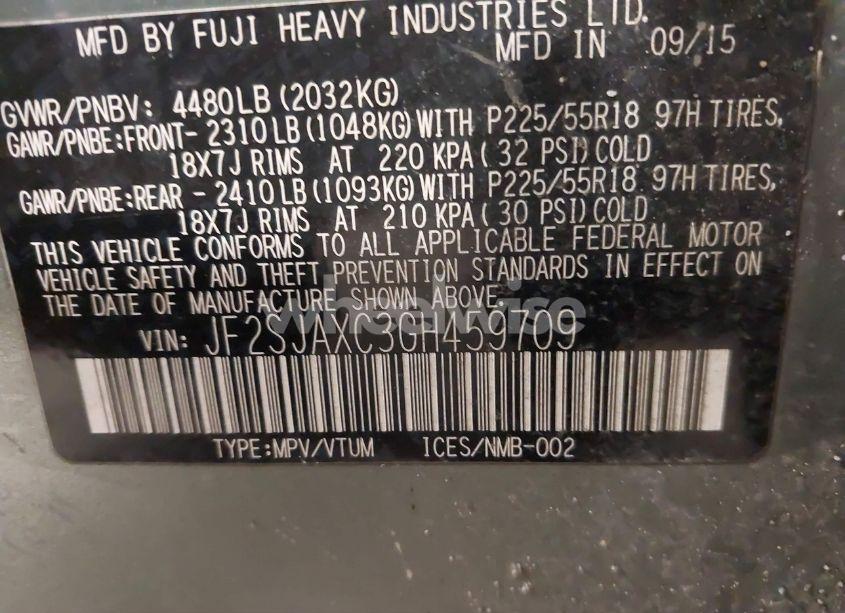 MFD BY FUJI HEAVY INDUSTRIES LTD.
MFD IN 09/15
GVWR/PNBV: 4480LB(2032KG)
GAWR/PNBE:FRONT- 2310LB(1048KG)WITH P225/55R18 97H TIRES,
18X7J RIMS AT 220 KPA( 32 PSI)COLD
GAWR/PNBE:REAR - 2410LB(1093KG)WITH P225/55R18 97H TIRES,
18X7J RIMS AT 210 KPA( 30 PSI)COLD
THIS VEHICLE CONFORMS TO ALL APPLICABLE FEDERAL MOTOR
VEHICLE SAFETY AND THEFT PREVENTION STANDARDS IN EFFECT ON
THE DATE OF MANUFACTURE SHOWN ABOVE.
wheelwise
VIN: JF2SJAXC3GH459709
TYPE:MPV/VTUM ICES/NMB-002